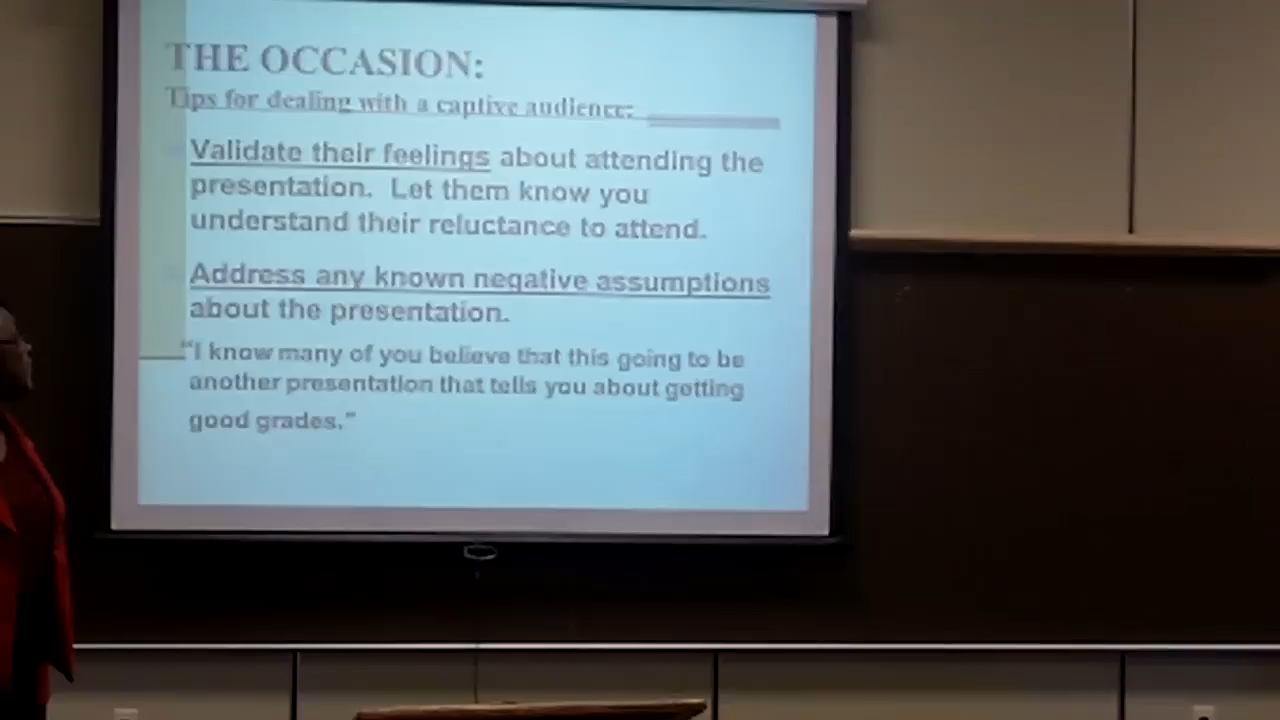 THE OCCASION:
Tips for dealing with a captive audience:
Validate their feelings about attending the
presentation. Let them know you
understand their reluctance to attend.
Address any known negative assumptions
about the presentation.
"I know many of you believe that this going to be
another presentation that tells you about getting
good grades."